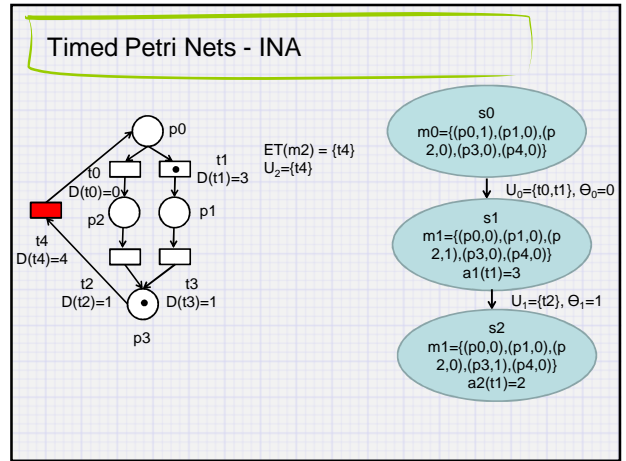 Timed Petri Nets - INA
p0
t0
D(t0)=0
t1
D(t1)=3
p2
p1
t4
D(t4)=4
t2
D(t2)=1
t3
D(t3)=1
p3
ET(m2) = {t4}
U₂={t4}
s0
m0={(p0,1),(p1,0),(p
2,0),(p3,0),(p4,0)}
U₀={t0,t1}, ϴ₀=0
s1
m1={(p0,0),(p1,0),(p
2,1),(p3,0),(p4,0)}
a1(t1)=3
U₁={t2}, ϴ₁=1
s2
m1={(p0,0),(p1,0),(p
2,0),(p3,1),(p4,0)}
a2(t1)=2